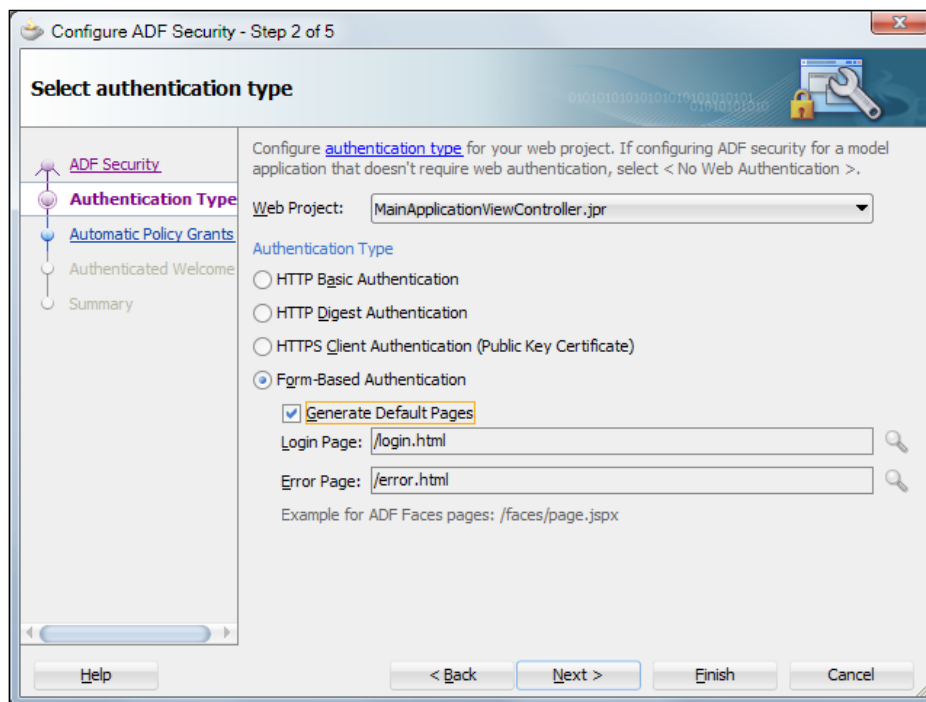 Configure ADF Security - Step 2 of 5
Select authentication type
ADF Security
Authentication Type
Automatic Policy Grants
Authenticated Welcome
Summary
Configure authentication type for your web project. If configuring ADF security for a model
application that doesn't require web authentication, select < No Web Authentication >.
Web Project: MainApplicationViewController.jpr
Authentication Type
HTTP Basic Authentication
HTTP Digest Authentication
HTTPS Client Authentication (Public Key Certificate)
Form-Based Authentication
Generate Default Pages
Login Page: /login.html
Error Page: /error.html
Example for ADF Faces pages: /faces/page.jspx
Help
< Back
Next >
Finish
Cancel